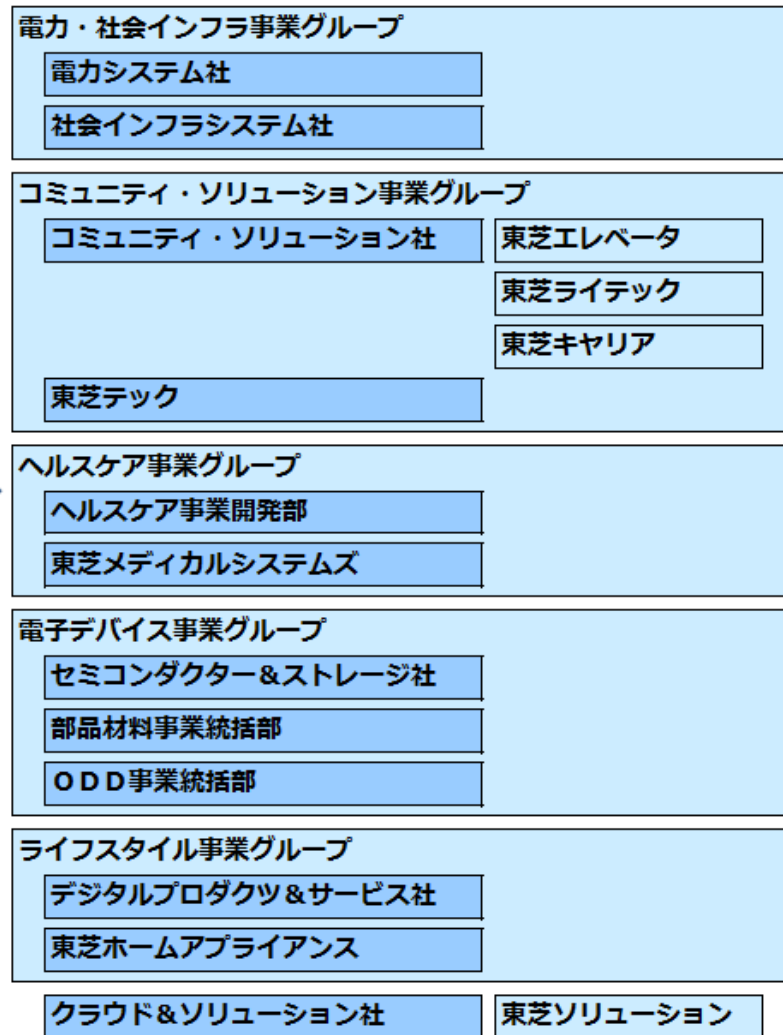 電力・社会インフラ事業グループ
電力システム社
社会インフラシステム社
コミュニティ・ソリューション事業グループ
コミュニティ・ソリューション社
東芝エレベータ
東芝ライテック
東芝キヤリア
東芝テック
ヘルスケア事業グループ
ヘルスケア事業開発部
東芝メディカルシステムズ
電子デバイス事業グループ
セミコンダクター＆ストレージ社
部品材料事業統括部
ＯＤＤ事業統括部
ライフスタイル事業グループ
デジタルプロダクツ＆サービス社
東芝ホームアプライアンス
クラウド＆ソリューション社
東芝ソリューション